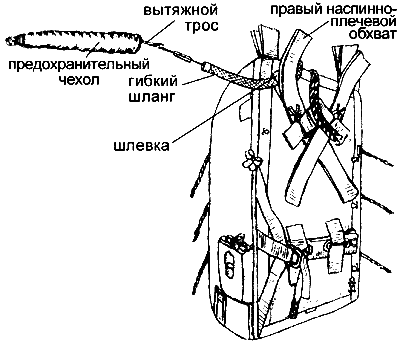 вытяжной
трос
правый наспинно-
плечевой
обхват
предохранительный
чехол
гибкий
шланг
шлевка